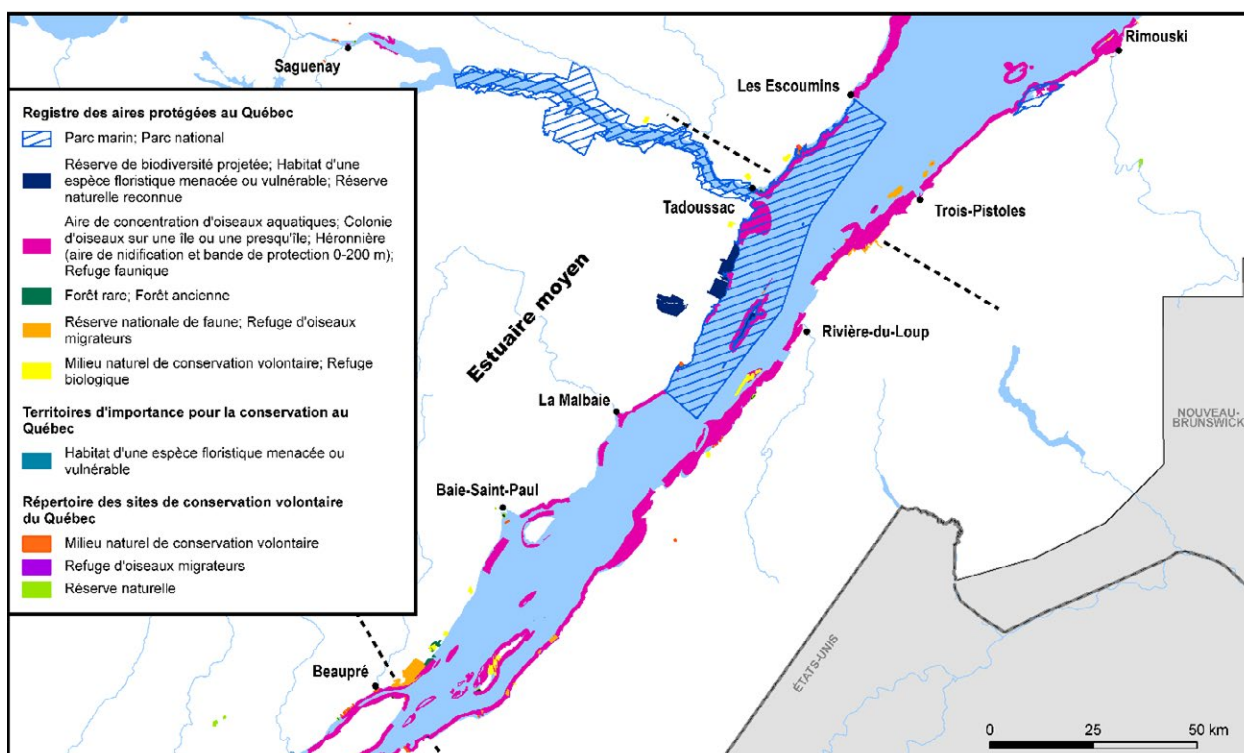 Saguenay
Rimouski
Les Escoumins
Registre des aires protégées au Québec
Parc marin; Parc national
Réserve de biodiversité projetée; Habitat d'une
espèce floristique menacée ou vulnérable; Réserve
naturelle reconnue
Aire de concentration d'oiseaux aquatiques; Colonie
d'oiseaux sur une île ou une presqu'île; Héronnière
(aire de nidification et bande de protection 0-200 m);
Refuge faunique
Forêt rare; Forêt ancienne
Réserve nationale de faune; Refuge d'oiseaux
migrateurs
Milieu naturel de conservation volontaire; Refuge
biologique
Territoires d'importance pour la conservation au
Québec
Habitat d'une espèce floristique menacée ou
vulnérable
Répertoire des sites de conservation volontaire
du Québec
Milieu naturel de conservation volontaire
Refuge d'oiseaux migrateurs
Réserve naturelle
Tadoussac
Trois-Pistoles
Estuaire moyen
Rivière-du-Loup
La Malbaie
NOUVEAU-
BRUNSWICK
Baie-Saint-Paul
Beaupré
ÉTATS-UNIS
0 25 50 km